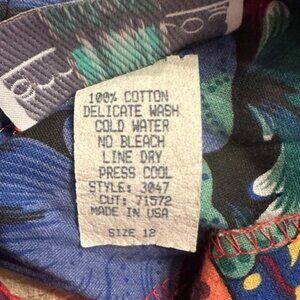 100% COTTON
DELICATE WASH
COLD WATER
NO BLEACH
LINE DRY
PRESS COOL
STYLE: 3047
CUT: 71572
MADE IN USA
SIZE 12